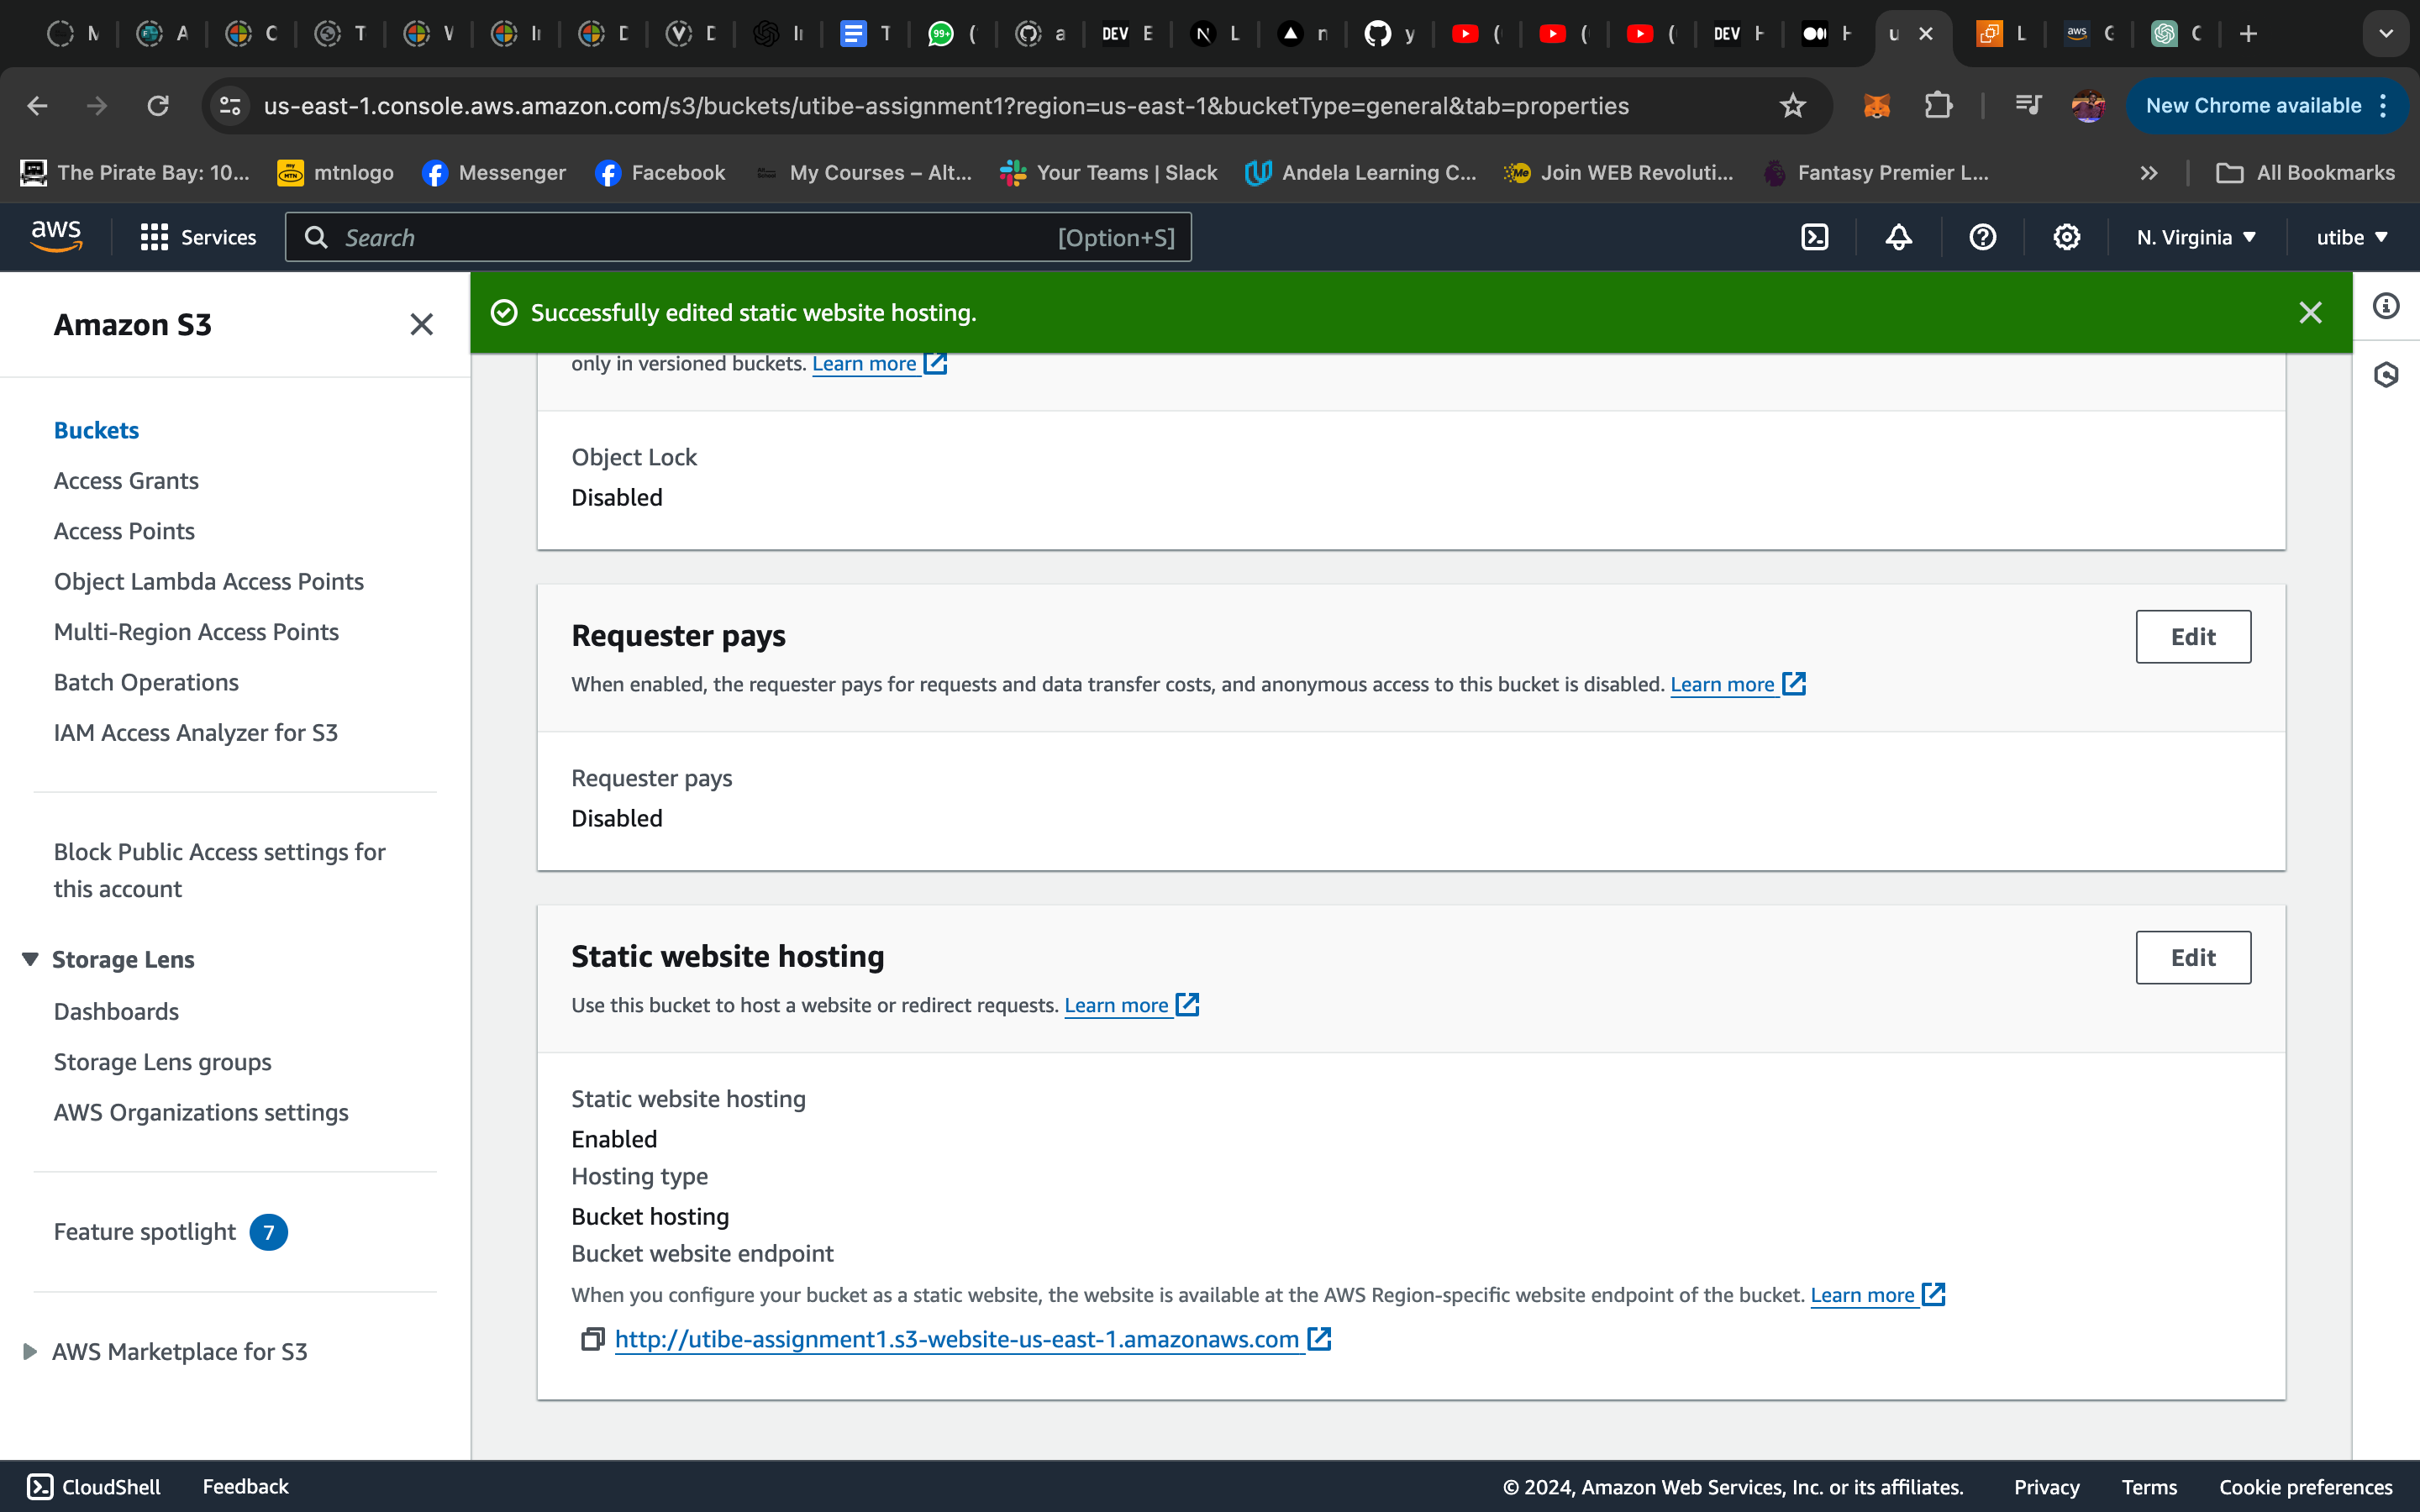 M
A
C
T
V
I
D
D
I
T
99+
(
a
DEV
E
N
L
n
y
(
(
(
DEV
H
H
u
L
aws
C
C
us-east-1.console.aws.amazon.com/s3/buckets/utibe-assignment1?region=us-east-1&bucketType=general&tab=properties
New Chrome available
The Pirate Bay: 10...
my
MTN
mtnlogo
Messenger
Facebook
My Courses – Alt...
Your Teams | Slack
Andela Learning C...
Me
Join WEB Revoluti...
Fantasy Premier L...
»
All Bookmarks
aws
Services
Search
[Option+S]
N. Virginia
utibe
Amazon S3
Successfully edited static website hosting.
Buckets
Access Grants
Access Points
Object Lambda Access Points
Multi-Region Access Points
Batch Operations
IAM Access Analyzer for S3
Block Public Access settings for
this account
Storage Lens
Dashboards
Storage Lens groups
AWS Organizations settings
Feature spotlight 7
AWS Marketplace for S3
only in versioned buckets. Learn more
Object Lock
Disabled
Requester pays
Edit
When enabled, the requester pays for requests and data transfer costs, and anonymous access to this bucket is disabled. Learn more
Requester pays
Disabled
Static website hosting
Edit
Use this bucket to host a website or redirect requests. Learn more
Static website hosting
Enabled
Hosting type
Bucket hosting
Bucket website endpoint
When you configure your bucket as a static website, the website is available at the AWS Region-specific website endpoint of the bucket. Learn more
http://utibe-assignment1.s3-website-us-east-1.amazonaws.com
CloudShell
Feedback
© 2024, Amazon Web Services, Inc. or its affiliates.
Privacy
Terms
Cookie preferences